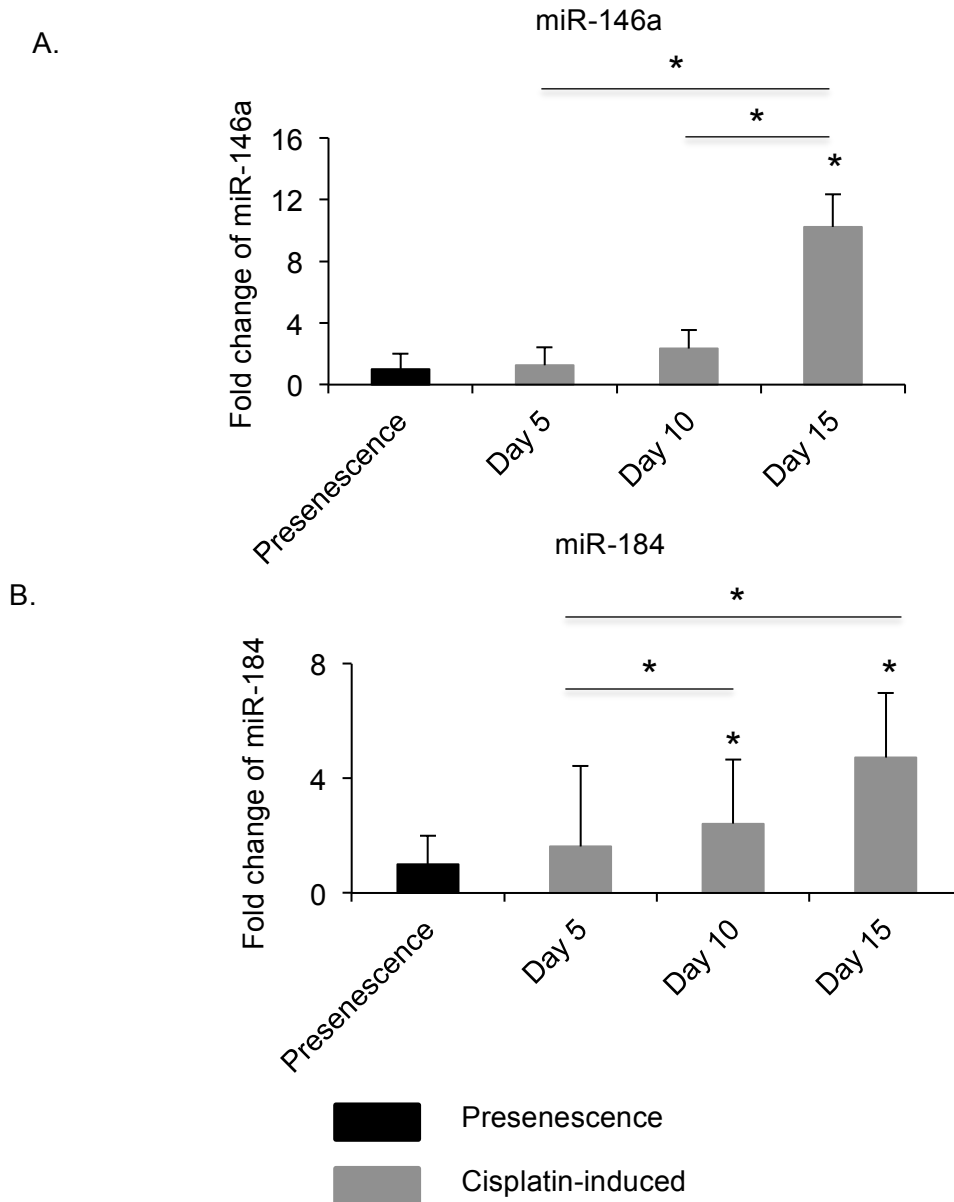 miR-146a
A.
*
*
*
Fold change of miR-146a
16
12
8
4
0
Presenescence
Day 5
Day 10
Day 15
miR-184
B.
*
*
*
*
Fold change of miR-184
8
4
0
Presenescence
Day 5
Day 10
Day 15
Presenescence
Cisplatin-induced